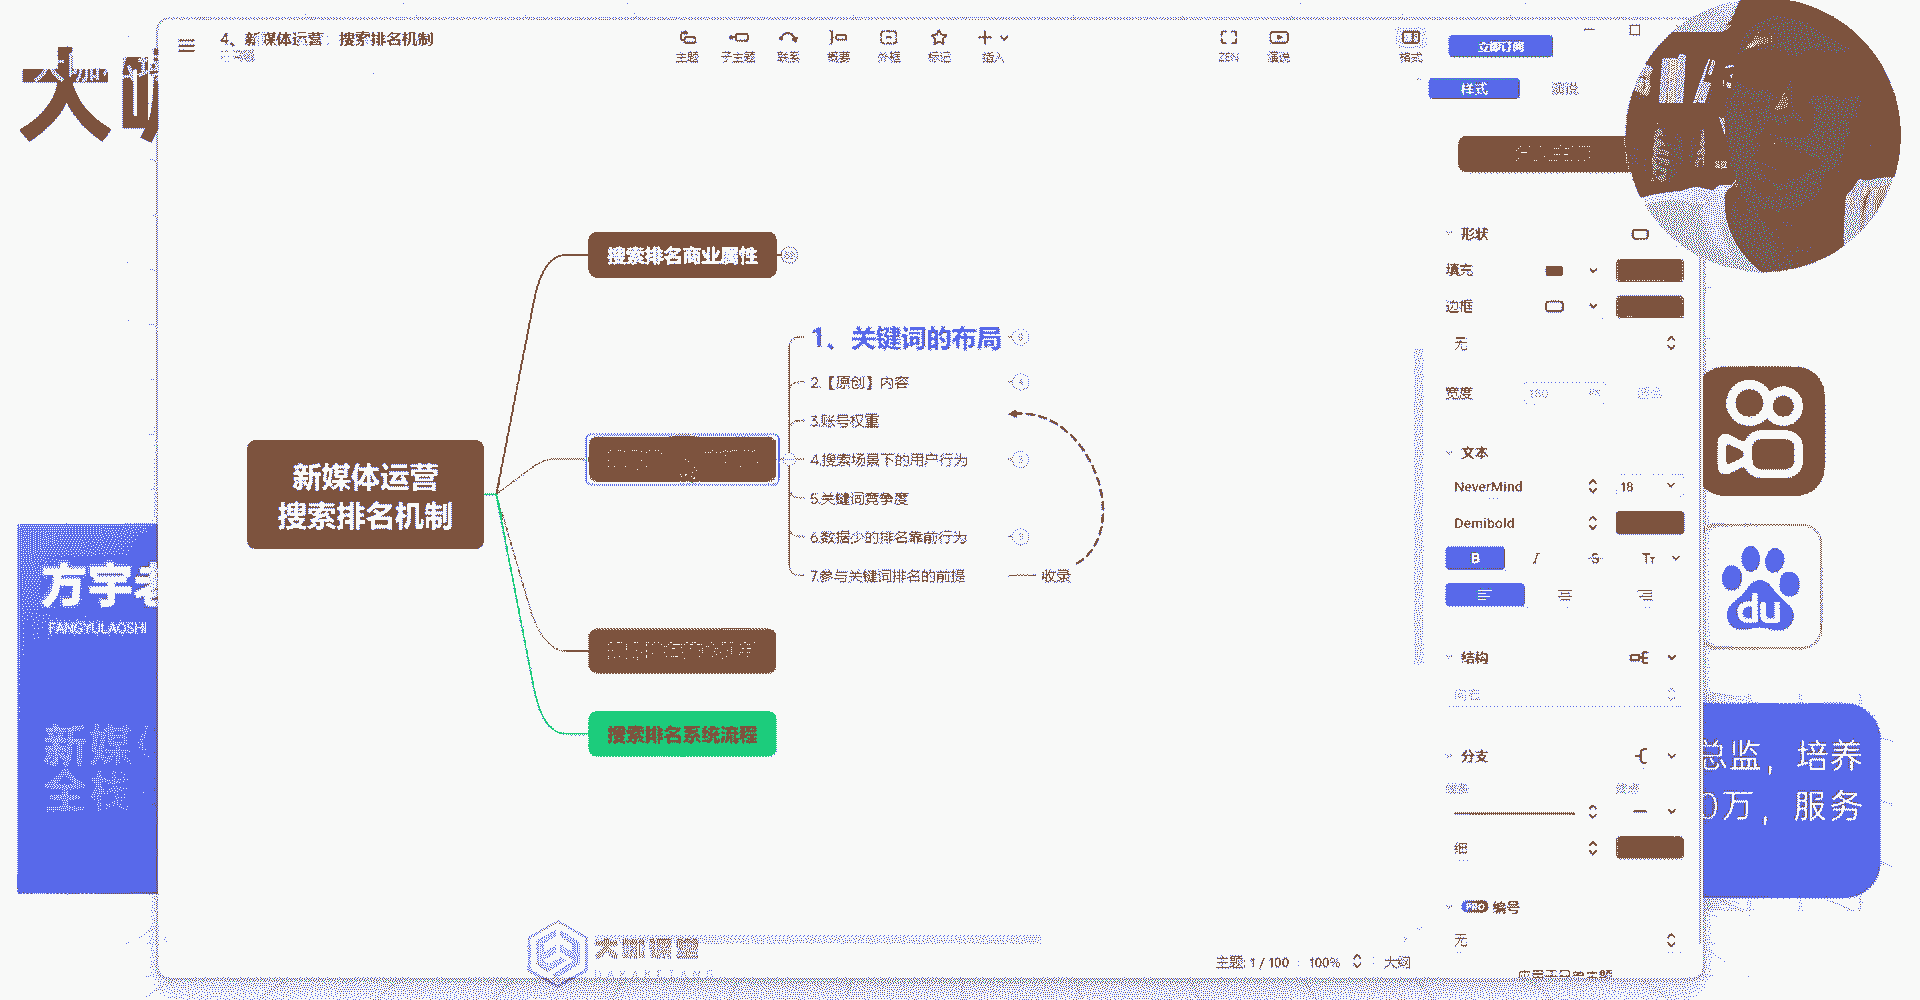 4、新媒体运营：搜索排名机制
主题
子主题
联系
概要
外框
标记
插入
ZEN
演说
格式
立即订阅
样式
演说
大
新媒体运营
搜索排名机制
搜索排名商业属性
1、关键词的布局
2.【原创】内容
3.账号权重
4.搜索场景下的用户行为
5.关键词竞争度
6.数据少的排名靠前行为
7.参与关键词排名的前提
收录
搜索排名系统流程
形状
填充
边框
无
宽度
文本
NeverMind
18
Demibold
B
I
S
Tт
结构
分支
细
PRO 编号
无
主题: 1 / 100
100%
大纲
方宇老
FANGYULAOSHI
新媒
全栈
du
总监，培养
0万，服务
大咖课堂
DAKAKETANG